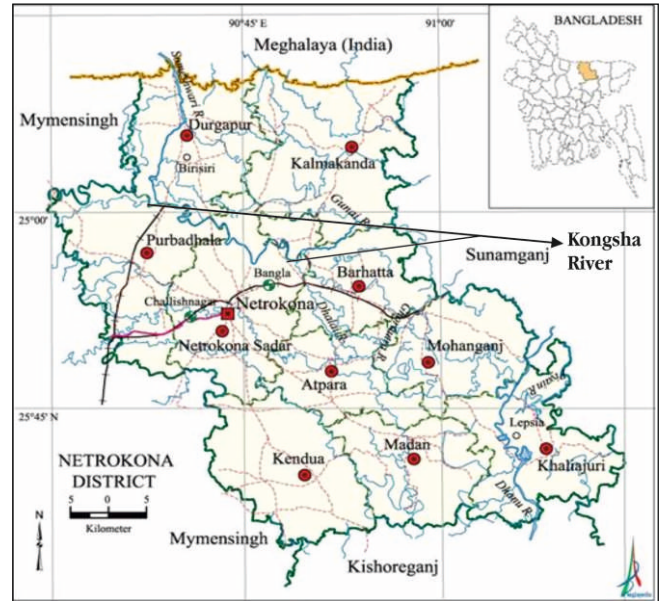 90°45' E
91°00'
BANGLADESH
Meghalaya (India)
Mymensingh
Durgapur
Birisiri
Kalmakanda
25°00'
Purbadhala
Kongsha
River
Sunamganj
Bangla
Barhatta
Challishnagar
Netrokona
Netrokona Sadar
Mohanganj
Atpara
25°45' N
Lepsia
NETROKONA
DISTRICT
Kendua
Madan
Khaliajuri
Dhanu R.
5 0 5
Kilometer
N
Mymensingh
Kishoreganj